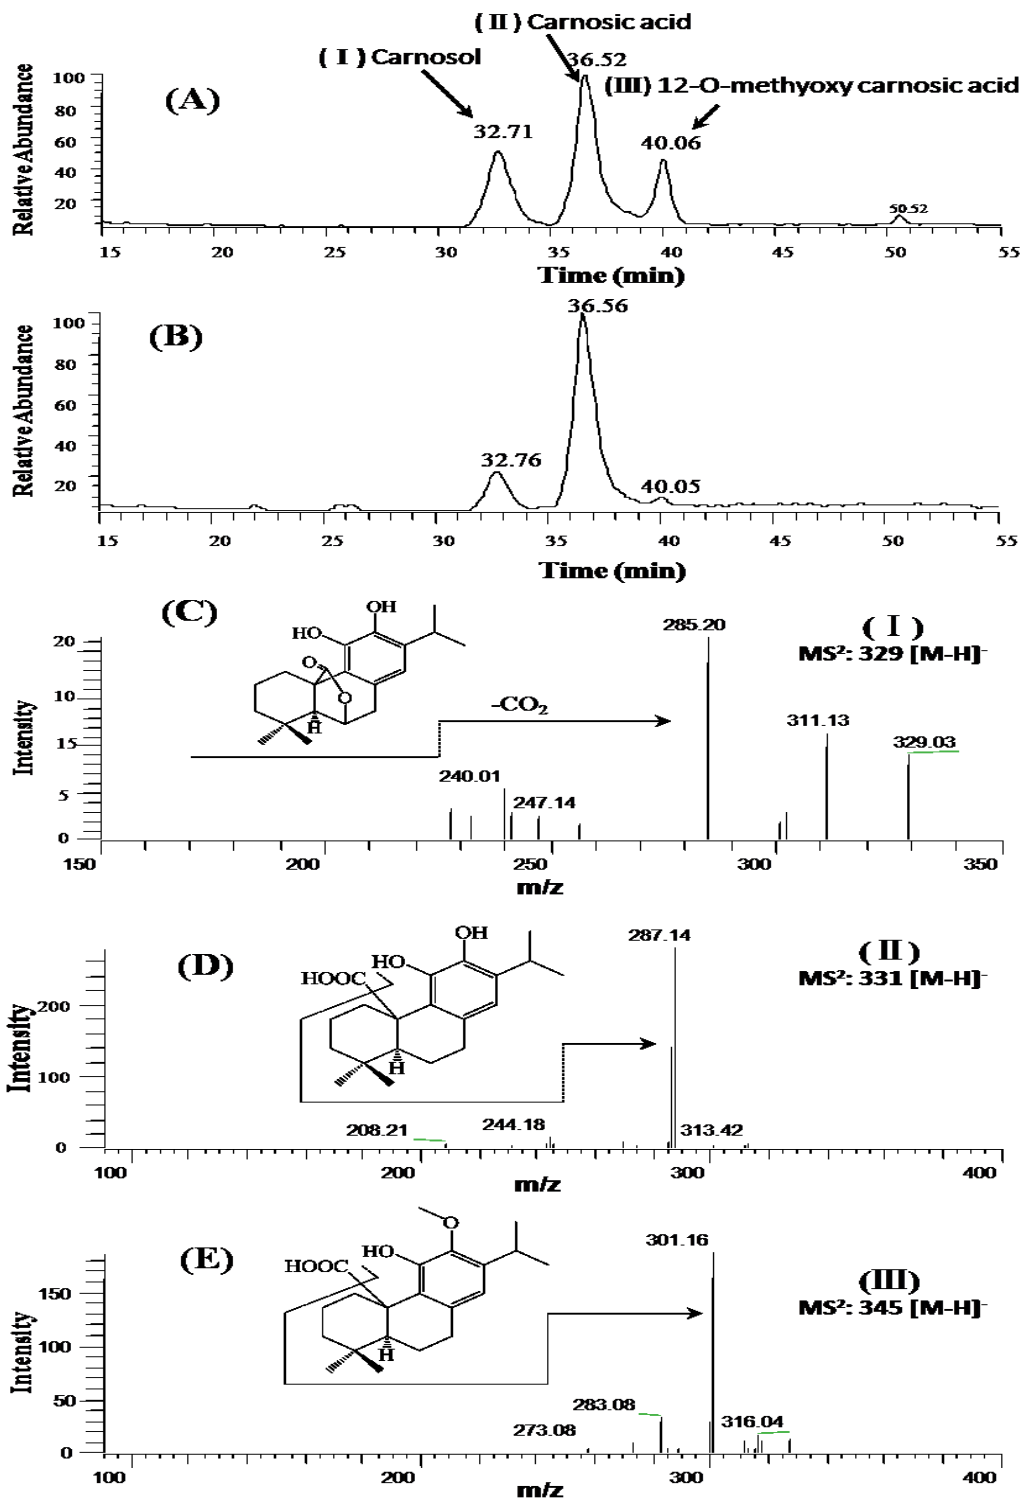 ( II ) Carnosic acid
( I ) Carnosol
36.52
(III) 12-O-methyoxy carnosic acid
(A)
32.71
40.06
50.52
Relative Abundance
100
80
60
40
20
15 20 25 30 35 40 45 50 55
Time (min)
(B)
36.56
32.76
40.05
Relative Abundance
100
80
60
40
20
15 20 25 30 35 40 45 50 55
Time (min)
(C)
OH
HO
O
O
H
-CO2
285.20
( I )
MS2: 329 [M-H]-
311.13
329.03
240.01
247.14
Intensity
20
10
15
5
0
150 200 250 300 350
m/z
(D)
OH
HO
HOOC
H
287.14
( II )
MS2: 331 [M-H]-
208.21
244.18
313.42
Intensity
200
100
0
100 200 300 400
m/z
(E)
O
HO
HOOC
H
301.16
(III)
MS2: 345 [M-H]-
283.08
273.08
316.04
Intensity
150
100
50
0
100 200 300 400
m/z